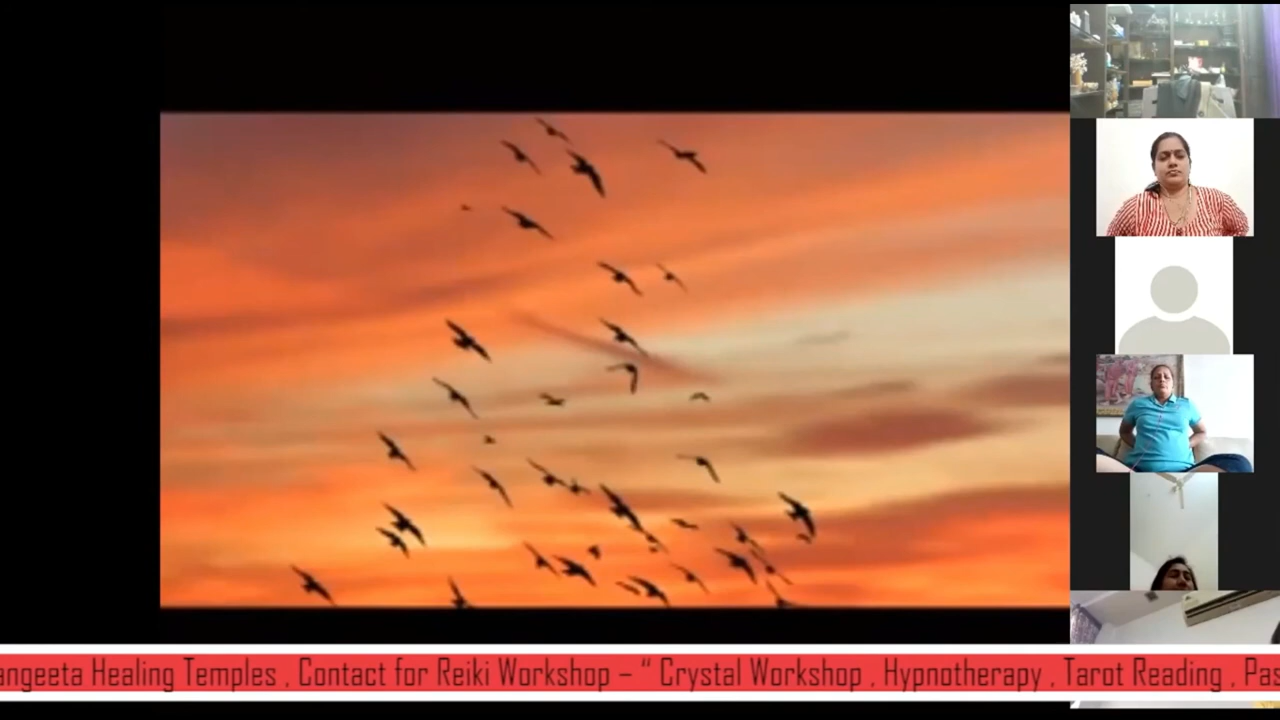 angeeta Healing Temples , Contact for Reiki Workshop – “ Crystal Workshop , Hypnotherapy , Tarot Reading , Pas